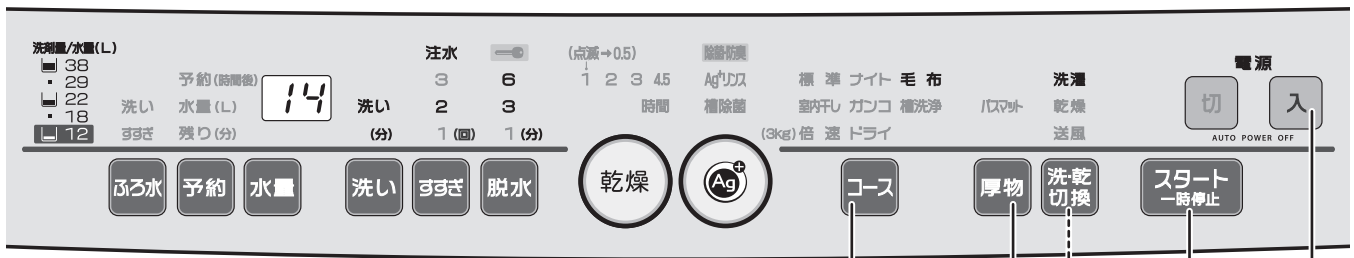 洗剤量/水量(L)
38
29
22
18
12
洗い
すすぎ
予約(時間後)
水量(L)
残り(分)
14
洗い
(分)
注水
3
2
1(回)
6
3
1(分)
(点滅→0.5)
1 2 3 4.5
時間
除菌・防臭
Ag⁺リンス
槽除菌
標準 ナイト 毛布
室内干し ガンコ 槽洗浄
(3kg)倍速 ドライ
バスマット
洗濯
乾燥
送風
電源
切
入
AUTO POWER OFF
ふろ水
予約
水量
洗い
すすぎ
脱水
乾燥
Ag+
コース
厚物
洗・乾
切換
スタート
一時停止